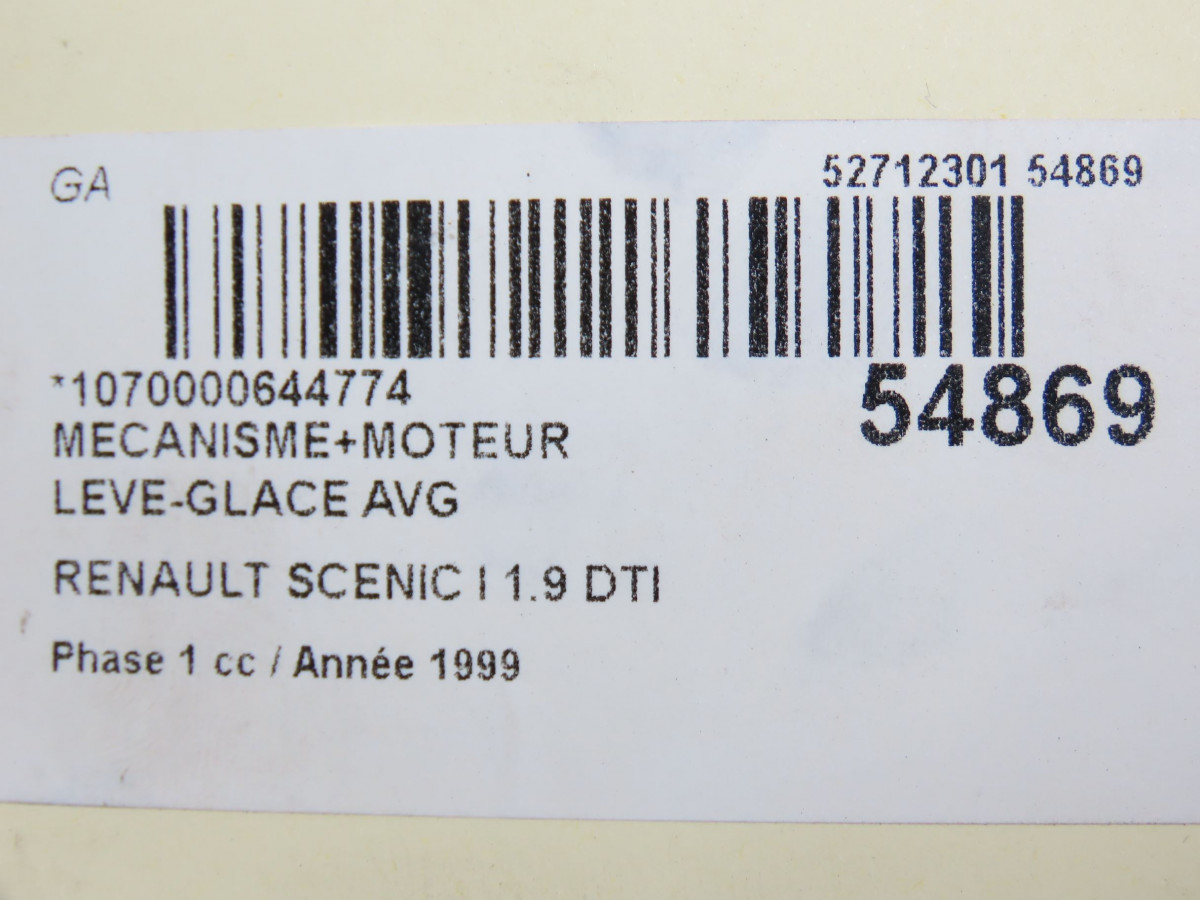 GA
52712301 54869
*1070000644774
54869
MECANISME+MOTEUR
LEVE-GLACE AVG
RENAULT SCENIC I 1.9 DTI
Phase 1 cc / Année 1999